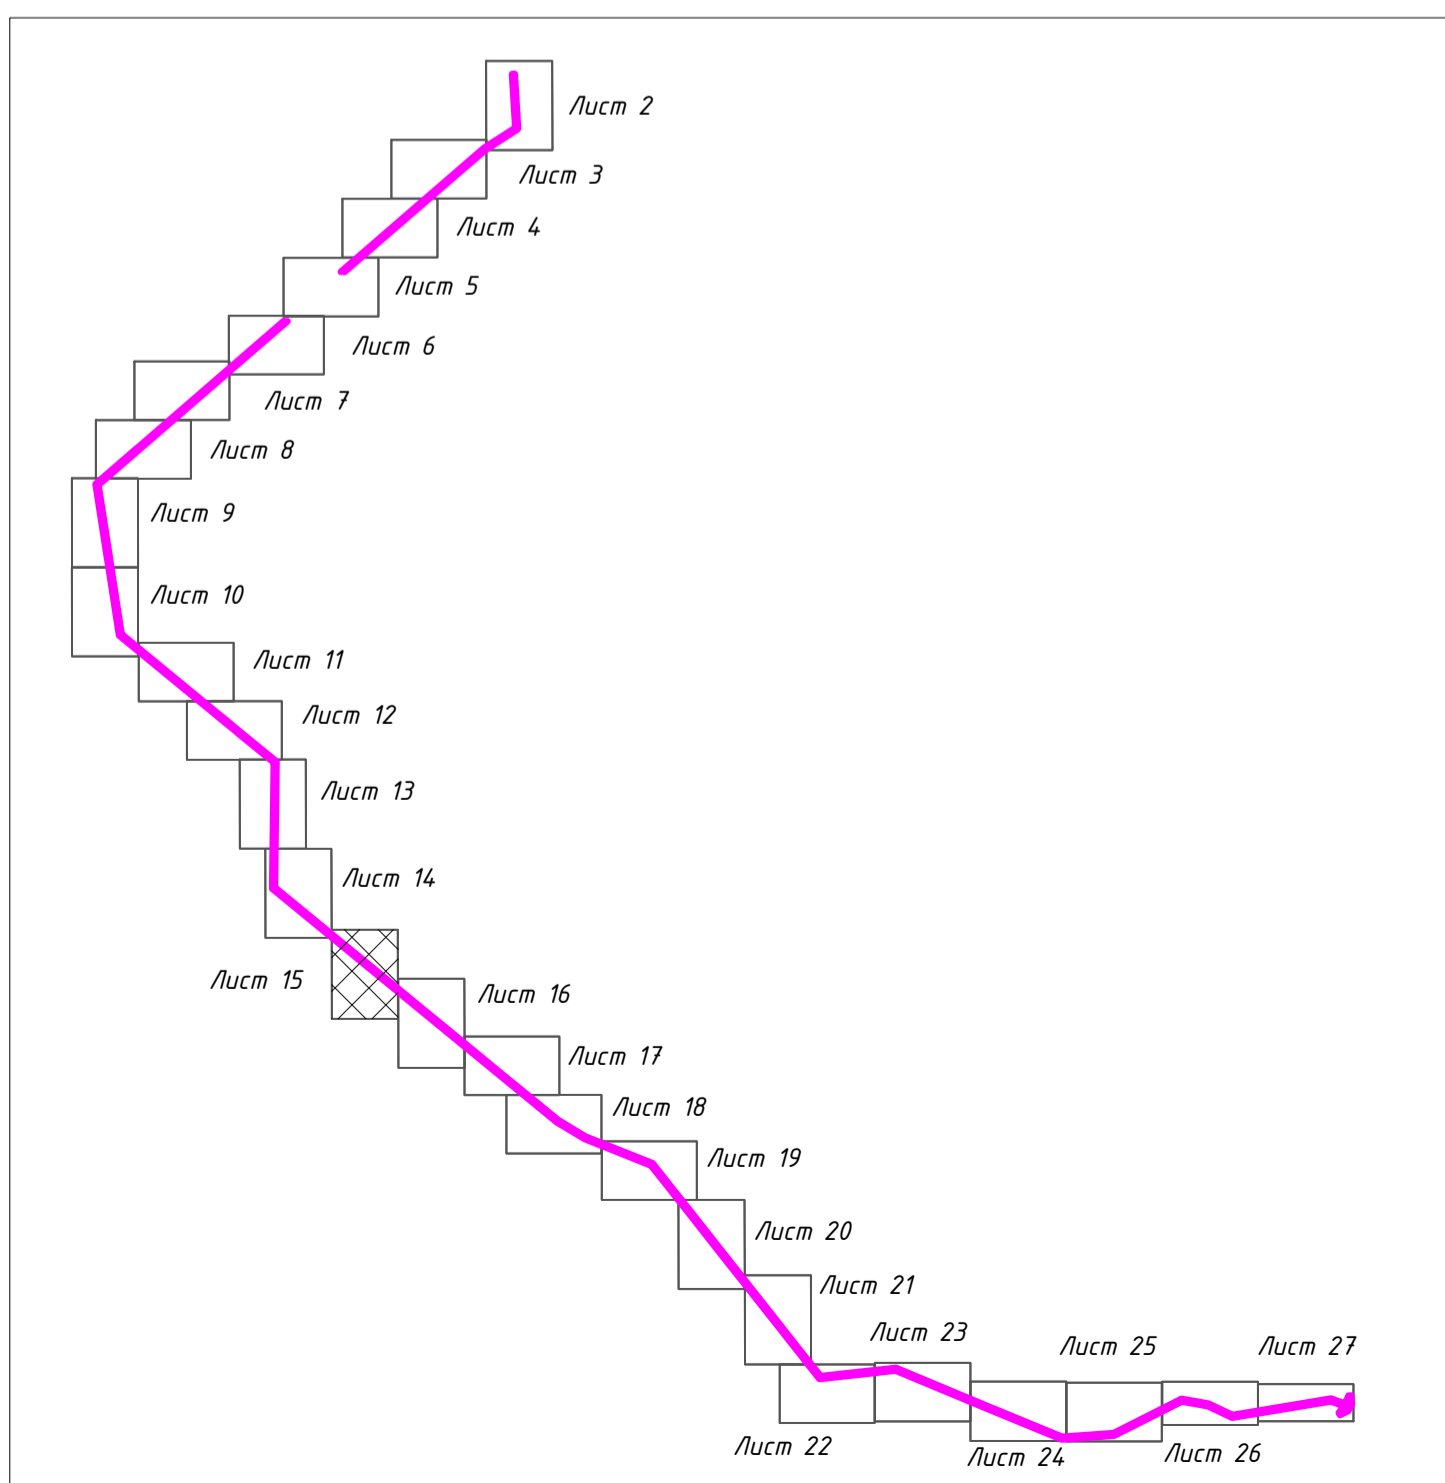 Лист 2
Лист 3
Лист 4
Лист 5
Лист 6
Лист 7
Лист 8
Лист 9
Лист 10
Лист 11
Лист 12
Лист 13
Лист 14
Лист 15
Лист 16
Лист 17
Лист 18
Лист 19
Лист 20
Лист 21
Лист 22
Лист 23
Лист 24
Лист 25
Лист 26
Лист 27